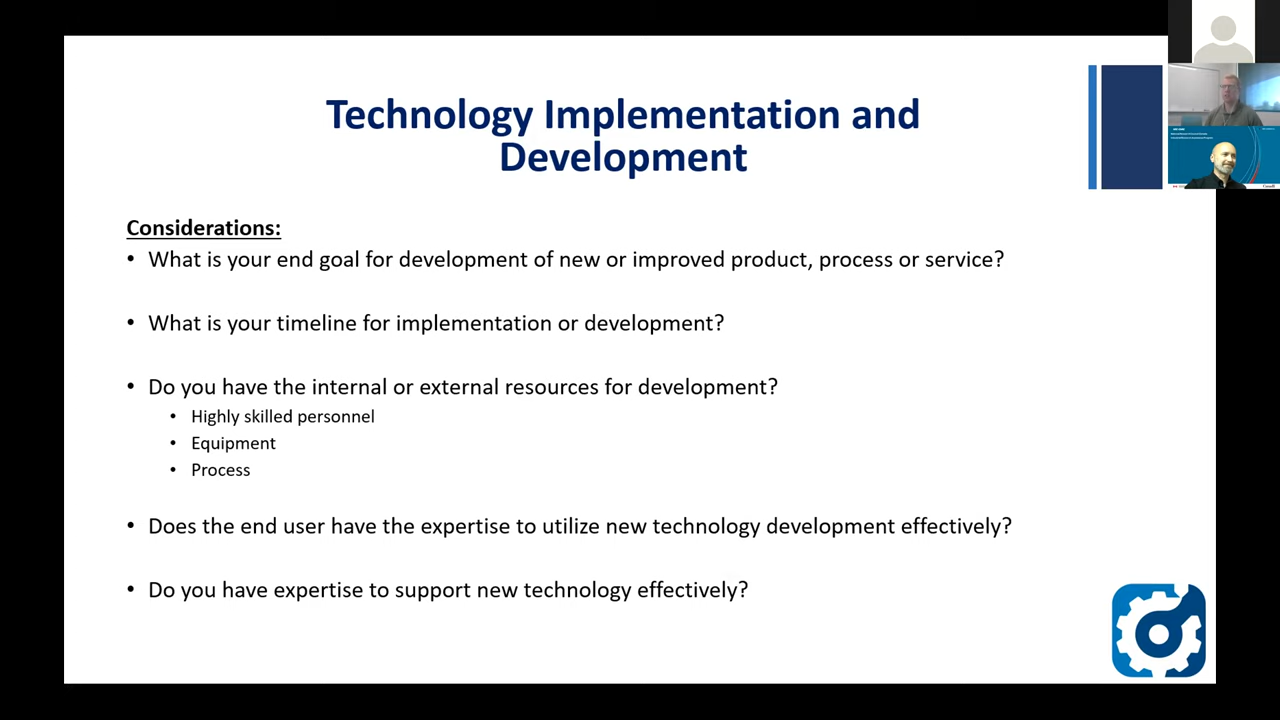 Technology Implementation and
Development
Considerations:
• What is your end goal for development of new or improved product, process or service?
• What is your timeline for implementation or development?
• Do you have the internal or external resources for development?
• Highly skilled personnel
• Equipment
• Process
• Does the end user have the expertise to utilize new technology development effectively?
• Do you have expertise to support new technology effectively?